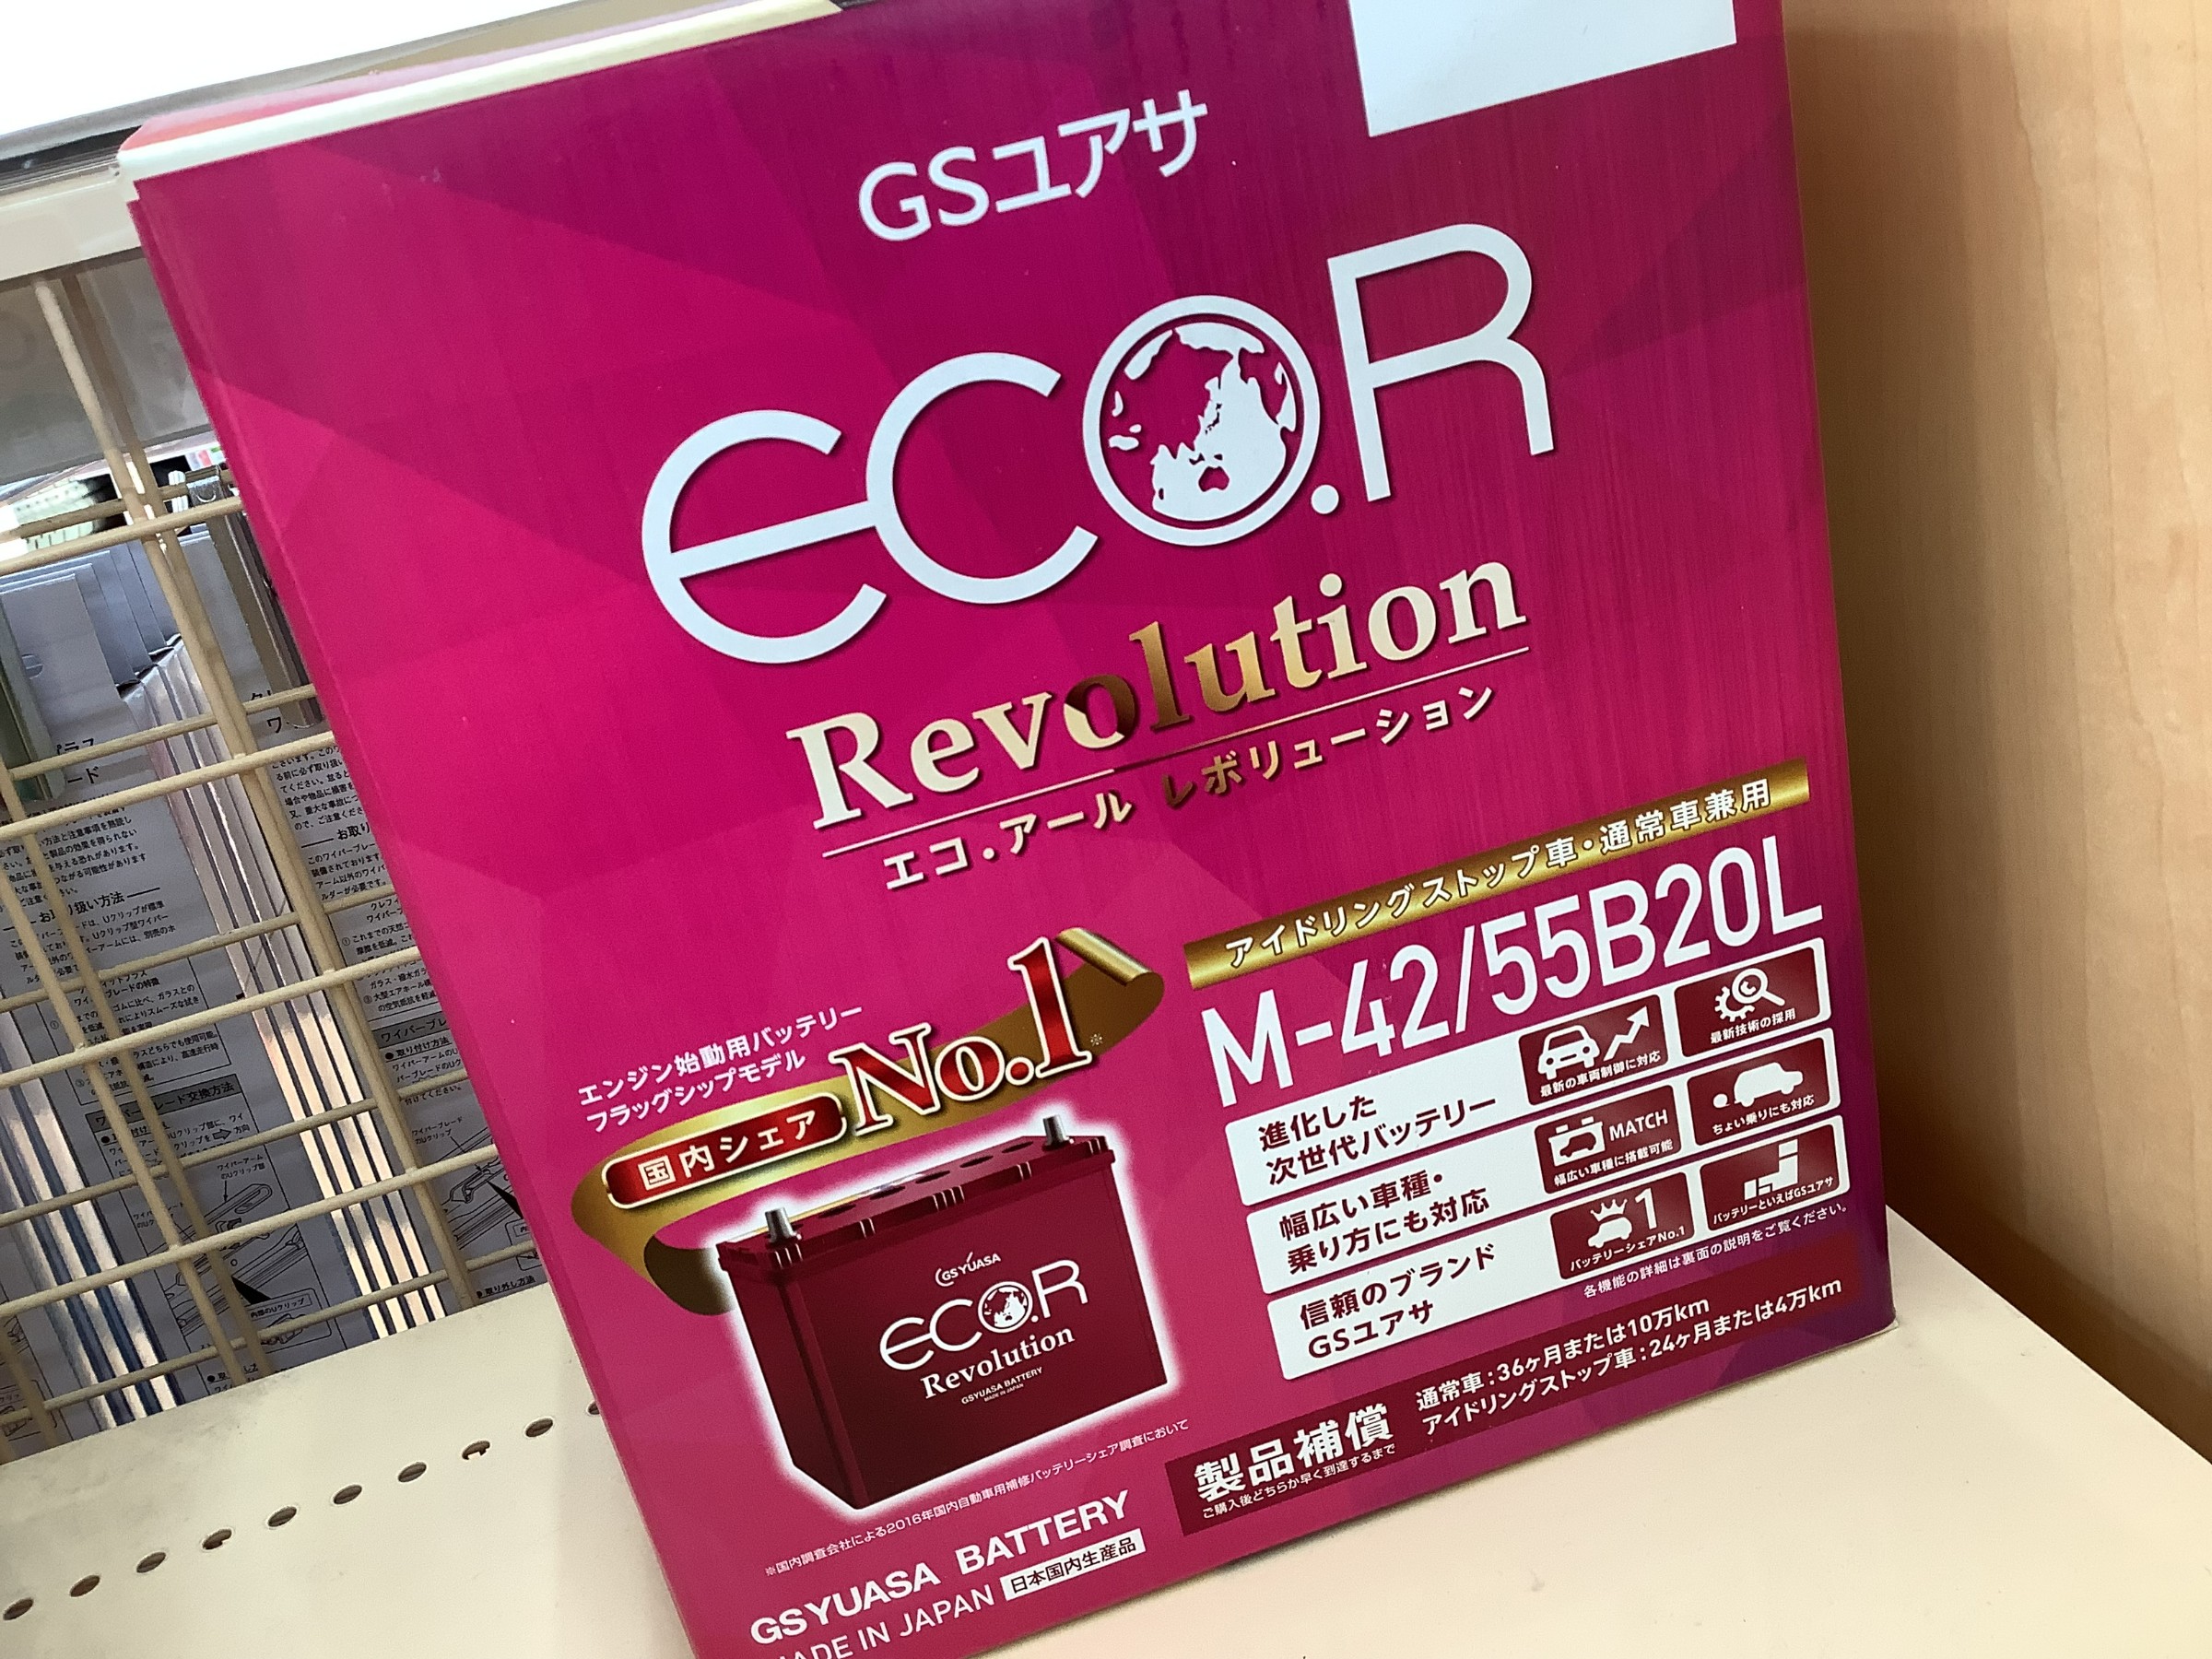 GSユアサ
eco.R
Revolution
エコ.アール レボリューション
アイドリングストップ車・通常車兼用
M-42/55B20L
エンジン始動用バッテリー
フラッグシップモデル
国内シェア No.1※
進化した
次世代バッテリー
最新の車両制御に対応
最新技術の採用
幅広い車種・
乗り方にも対応
MATCH
幅広い車種に搭載可能
ちょい乗りにも対応
信頼のブランド
GSユアサ
1
バッテリーシェアNo.1
バッテリーといえばGSユアサ
各機能の詳細は裏面の説明をご覧ください。
GS YUASA
eco.R
Revolution
GSYUASA BATTERY
MADE IN JAPAN
製品補償
ご購入後どちらか早く到達するまで
通常車:36ヶ月または10万km
アイドリングストップ車:24ヶ月または4万km
※国内調査会社による2016年国内自動車用補修バッテリーシェア調査において
GSYUASA BATTERY
MADE IN JAPAN 日本国内生産品
ワイパーブレード交換方法